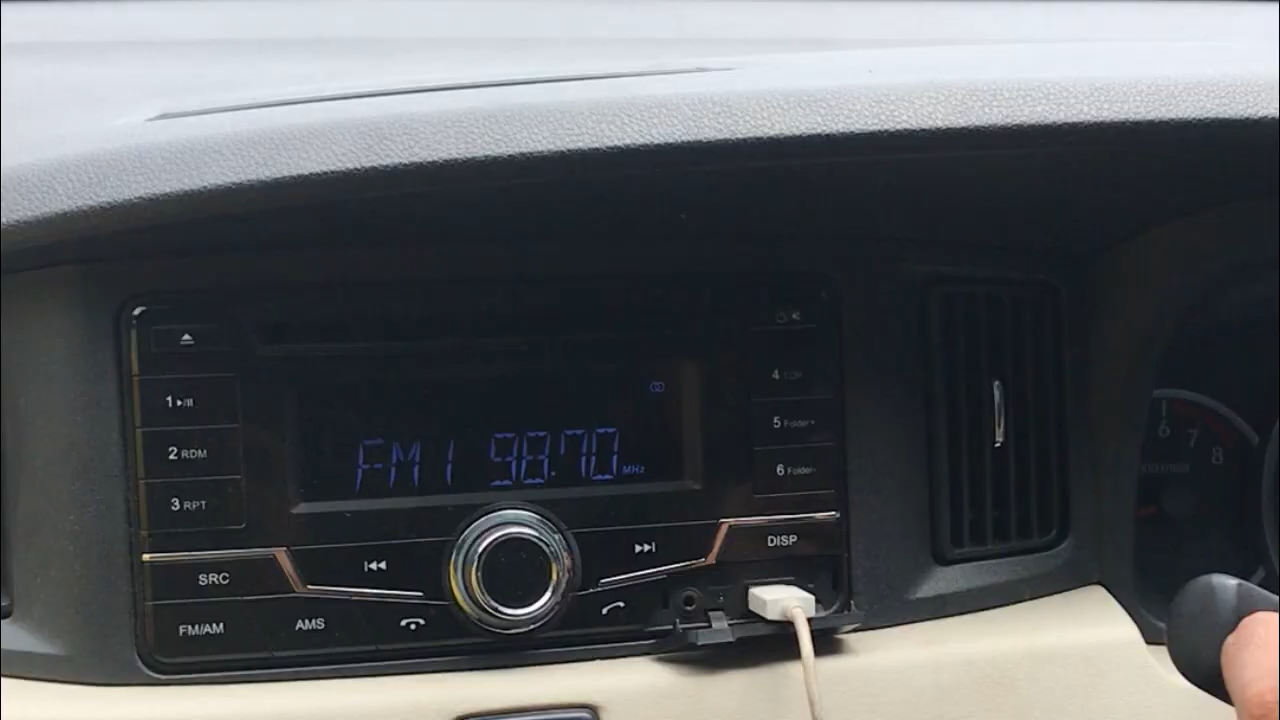 1
2 RDM
3 RPT
FM1 98.70 MHz
4
5 Folder+
6 Folder-
SRC
DISP
FM/AM
AMS
6
7
8